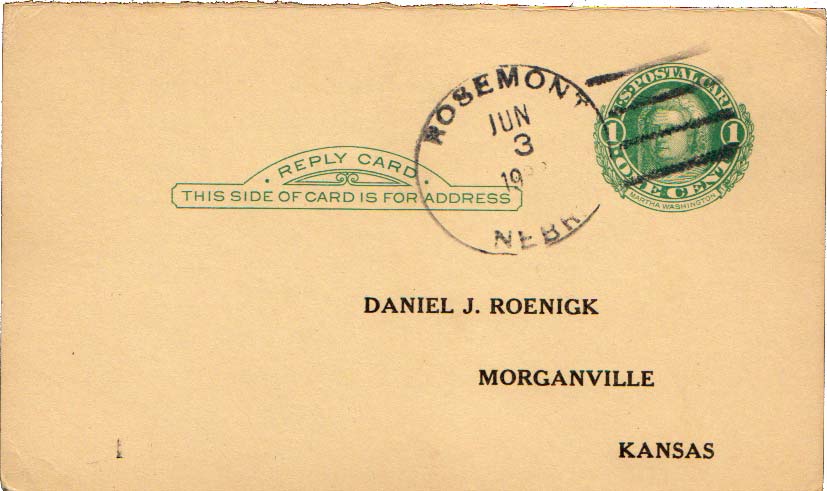 ROSEMONT
JUN
3
NEBR.
U.S. POSTAL CARD
1 1
ONE CENT
MARTHA WASHINGTON
REPLY CARD
THIS SIDE OF CARD IS FOR ADDRESS
DANIEL J. ROENIGK
MORGANVILLE
KANSAS